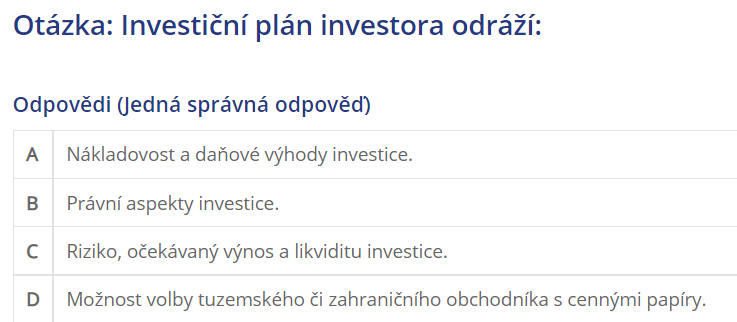 Otázka: Investiční plán investora odráží:
Odpovědi (Jedná správná odpověď)
A Nákladovost a daňové výhody investice.
B Právní aspekty investice.
C Riziko, očekávaný výnos a likviditu investice.
D Možnost volby tuzemského či zahraničního obchodníka s cennými papíry.